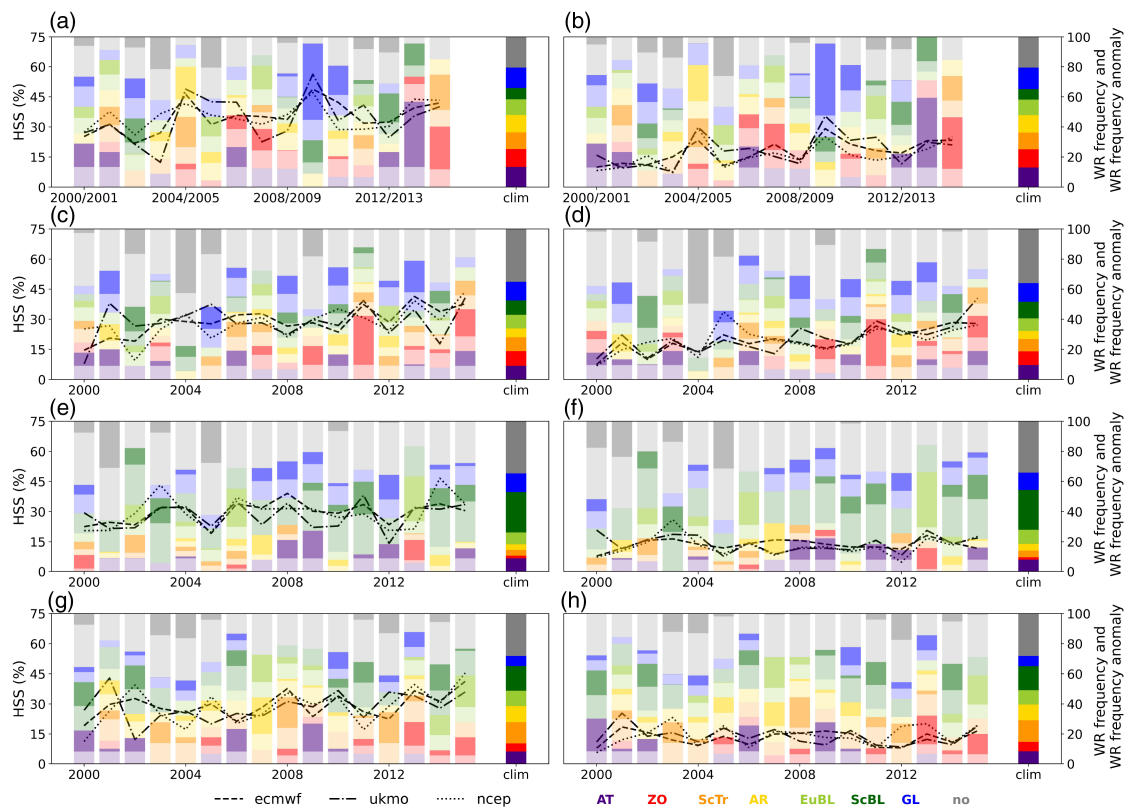 (a)
(b)
75
60
45
30
15
0
HSS (%)
2000/2001
2004/2005
2008/2009
2012/2013
clim
2000/2001
2004/2005
2008/2009
2012/2013
clim
100
80
60
40
20
0
WR frequency and
WR frequency anomaly
(c)
(d)
75
60
45
30
15
0
HSS (%)
2000
2004
2008
2012
clim
2000
2004
2008
2012
clim
100
80
60
40
20
0
WR frequency and
WR frequency anomaly
(e)
(f)
75
60
45
30
15
0
HSS (%)
2000
2004
2008
2012
clim
2000
2004
2008
2012
clim
100
80
60
40
20
0
WR frequency and
WR frequency anomaly
(g)
(h)
75
60
45
30
15
0
HSS (%)
2000
2004
2008
2012
clim
2000
2004
2008
2012
clim
100
80
60
40
20
0
WR frequency and
WR frequency anomaly
ecmwf ukmo ncep AT ZO ScTr AR EuBL ScBL GL no